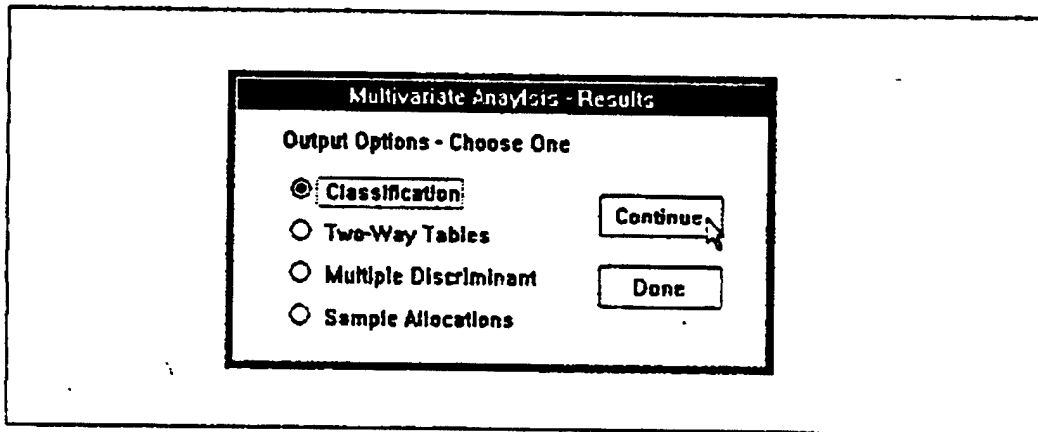 Multivariate Anaylsis - Results
Output Options - Choose One
Classification
Two-Way Tables
Multiple Discriminant
Sample Allocations
Continue
Done